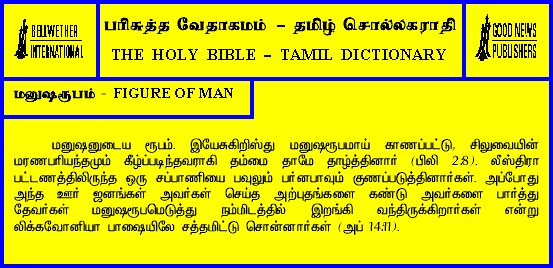 BELLWETHER
INTERNATIONAL
பரிசுத்த வேதாகமம் - தமிழ் சொல்லகராதி
THE HOLY BIBLE – TAMIL DICTIONARY
GOOD NEWS
PUBLISHERS
மனுஷரூபம் - FIGURE OF MAN
மனுஷனுடைய ரூபம். இயேசுகிறிஸ்து மனுஷரூபமாய் காணப்பட்டு, சிலுவையின்
மரணபரியந்தமும் கீழ்ப்படிந்தவராகி தம்மை தாமே தாழ்த்தினார் (பிலி 2:8). லீஸ்திரா
பட்டணத்திலிருந்த ஒரு சப்பாணியை பவுலும் பர்னபாவும் குணப்படுத்தினார்கள். அப்போது
அந்த ஊர் ஜனங்கள் அவர்கள் செய்த அற்புதங்களை கண்டு அவர்களை பார்த்து
தேவர்கள் மனுஷரூபமெடுத்து நம்மிடத்தில் இறங்கி வந்திருக்கிறார்கள் என்று
லிக்கவோனியா பாஷையிலே சத்தமிட்டு சொன்னார்கள் (அப் 14:11).